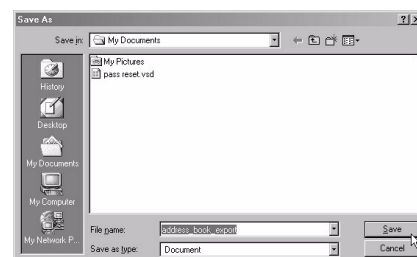 Save As
Save in: My Documents
History
Desktop
My Documents
My Computer
My Network P...
My Pictures
pass reset.vsd
File name: address_book_export Save
Save as type: Document Cancel